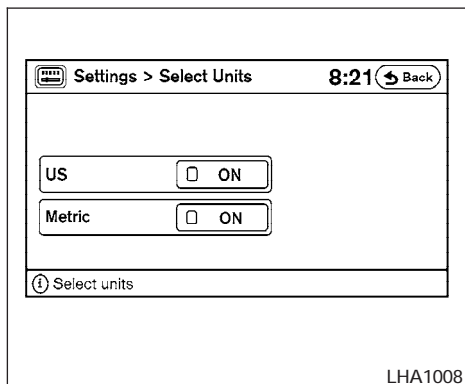 Settings > Select Units 8:21 Back
US ON
Metric ON
i Select units
LHA1008